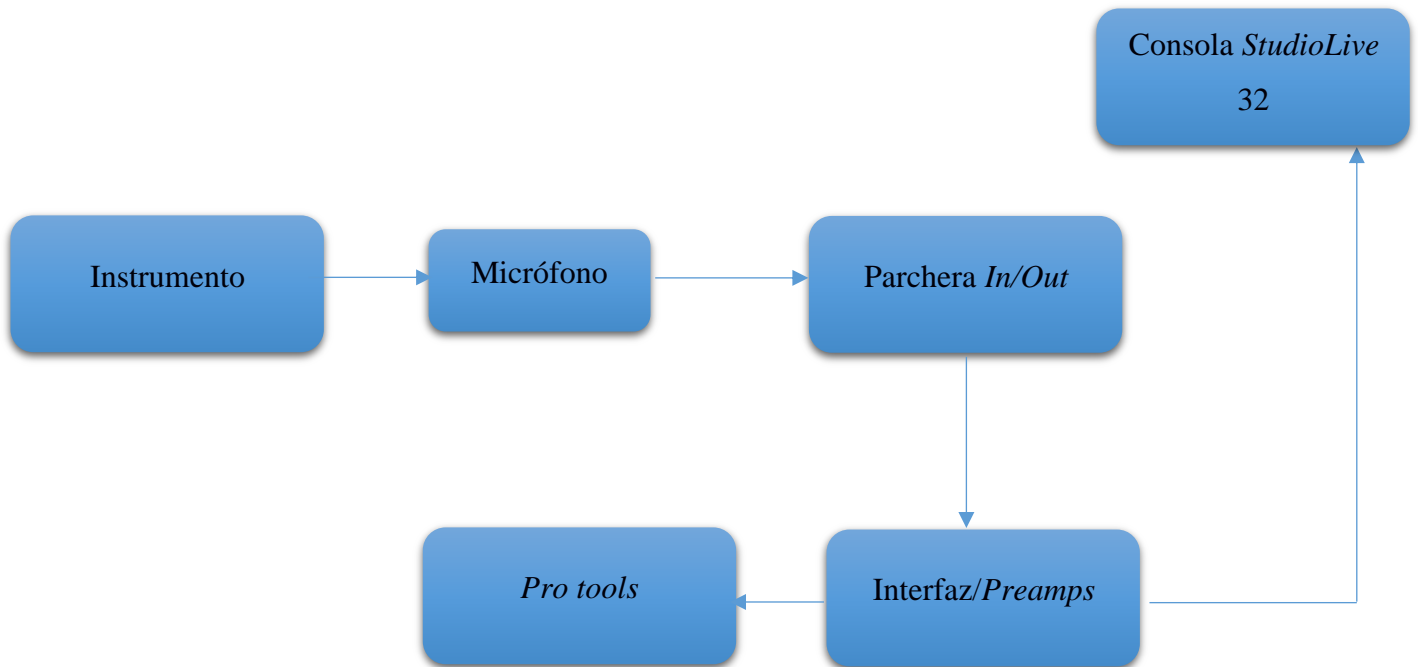 Consola StudioLive
32
Instrumento
Micrófono
Parchera In/Out
Pro tools
Interfaz/Preamps